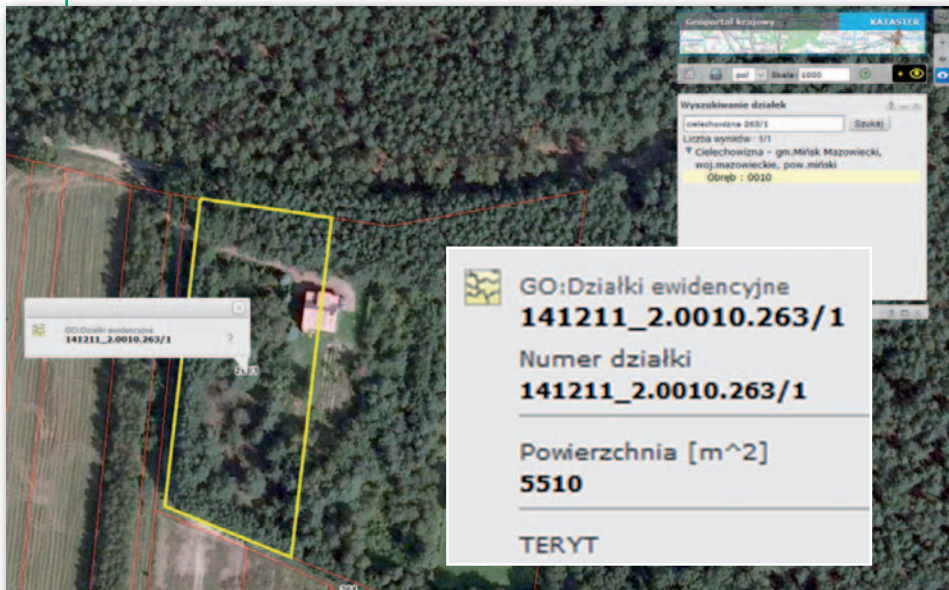 Geoportal krajowy KATASTER
pol Skala: 1000
Wyszukiwanie działek
cielechowizna 263/1 Szukaj
Liczba wyników: 1/1
Cielechowizna - gm.Mińsk Mazowiecki,
woj.mazowieckie, pow.miński
Obręb : 0010
GO:Działki ewidencyjne
141211_2.0010.263/1
GO:Działki ewidencyjne
141211_2.0010.263/1
Numer działki
141211_2.0010.263/1
Powierzchnia [m^2]
5510
TERYT